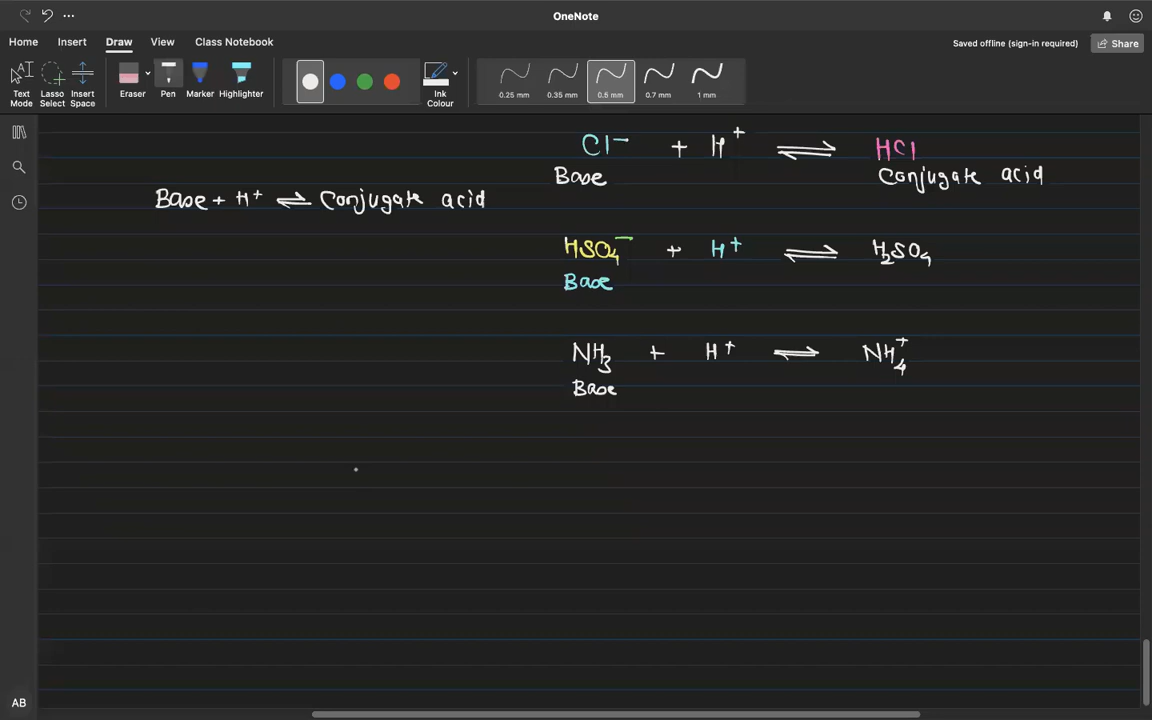 OneNote
Home Insert Draw View Class Notebook
Saved offline (sign-in required) Share
Text Mode
Lasso Select
Insert Space
Eraser
Pen
Marker
Highlighter
Ink Colour
0.25 mm 0.35 mm 0.5 mm 0.7 mm 1 mm
Cl⁻ + H⁺ ⇌ HCl
Base Conjugate acid
Base + H⁺ ⇌ Conjugate acid
HSO₄⁻ + H⁺ ⇌ H₂SO₄
Base
NH₃ + H⁺ ⇌ NH₄⁺
Base
AB